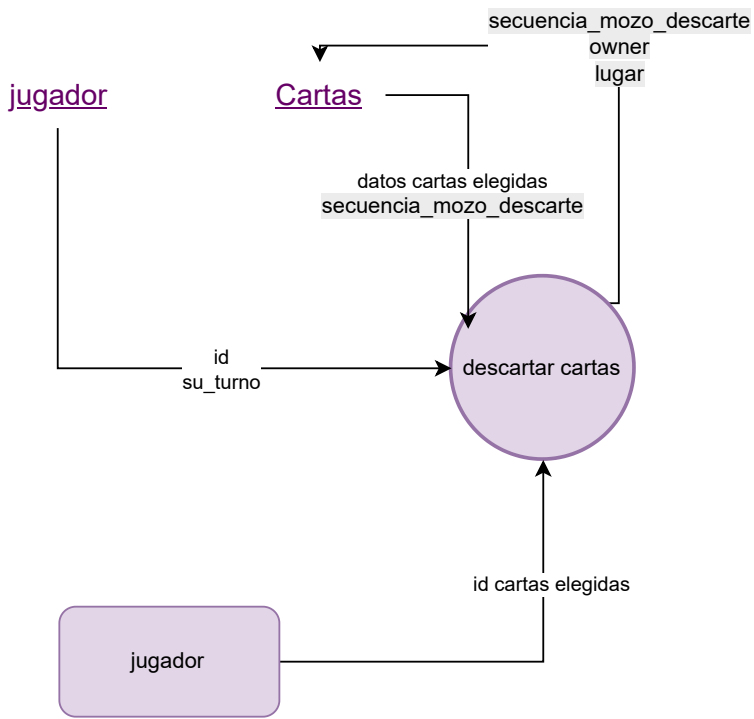 secuencia_mozo_descarte
owner
lugar
jugador
Cartas
datos cartas elegidas
secuencia_mozo_descarte
id
su_turno
descartar cartas
id cartas elegidas
jugador